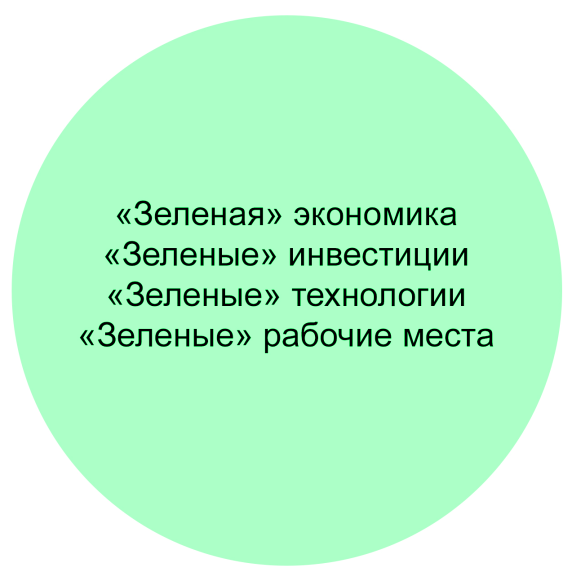 «Зеленая» экономика
«Зеленые» инвестиции
«Зеленые» технологии
«Зеленые» рабочие места